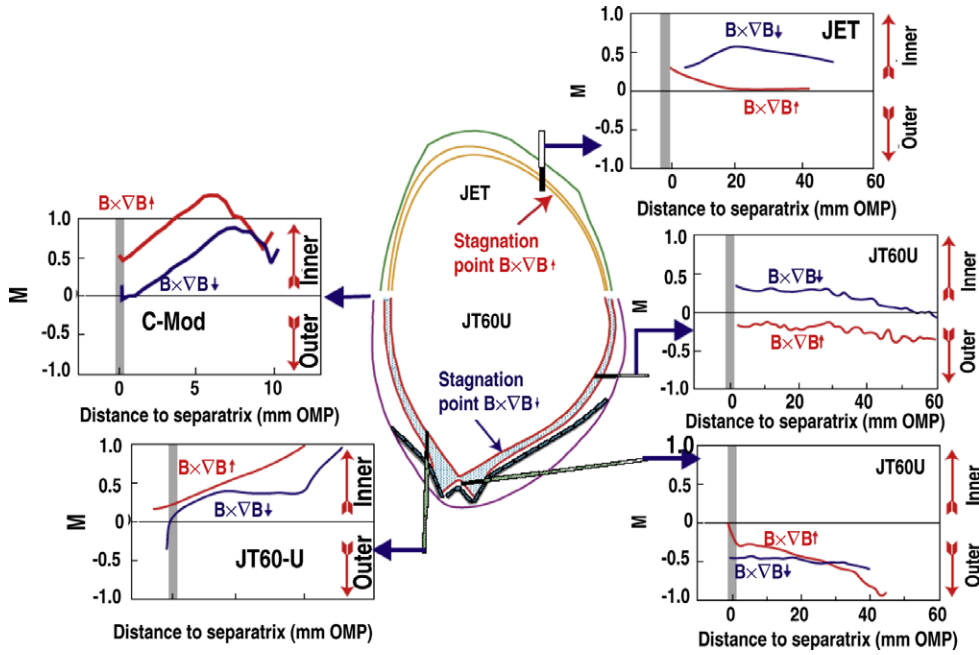 JET
B×∇B↓
1.0
0.5
0
-0.5
1.0
M
B×∇B↑
Inner
Outer
0 20 40 60
Distance to separatrix (mm OMP)
JET
Stagnation
point B×∇B↑
JT60U
Stagnation
point B×∇B↓
B×∇B↑
1.0
0.5
0
-0.5
-1.0
M
B×∇B↓
C-Mod
Inner
Outer
0 5 10
Distance to separatrix (mm OMP)
JT60U
1.0
0.5
0
-0.5
-1.0
M
B×∇B↓
B×∇B↑
Inner
Outer
0 20 40 60
Distance to separatrix (mm OMP)
1.0
0.5
0
-0.5
-1.0
M
B×∇B↑
B×∇B↓
JT60-U
Inner
Outer
Distance to separatrix (mm OMP)
JT60U
1.0
0.5
0
-0.5
-1.0
M
B×∇B↑
B×∇B↓
Inner
Outer
0 20 40 60
Distance to separatrix (mm OMP)